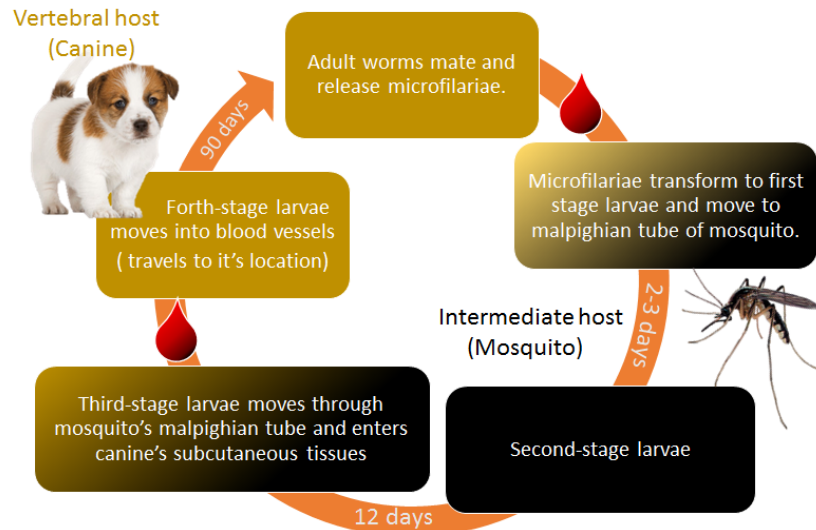 Vertebral host
(Canine)
Adult worms mate and
release microfilariae.
90 days
Microfilariae transform to first
stage larvae and move to
malpighian tube of mosquito.
Forth-stage larvae
moves into blood vessels
( travels to it's location)
2-3 days
Intermediate host
(Mosquito)
Third-stage larvae moves through
mosquito's malpighian tube and enters
canine's subcutaneous tissues
Second-stage larvae
12 days